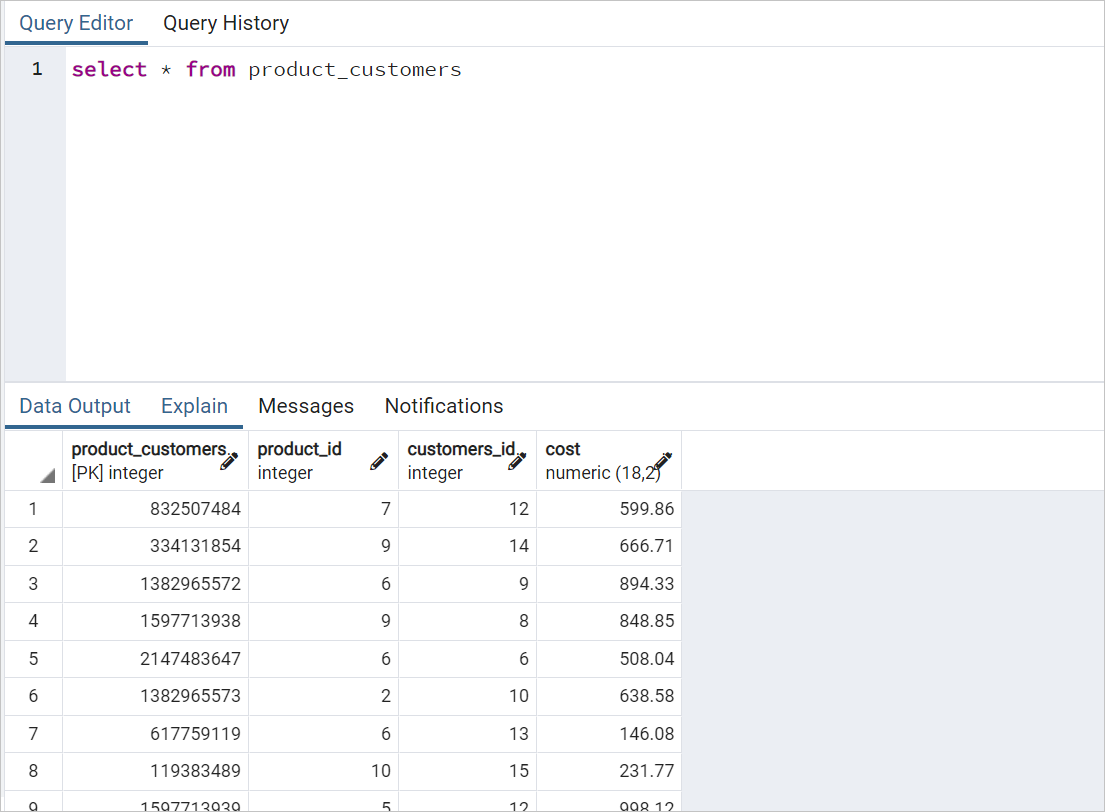 Query Editor Query History
1 select * from product_customers
Data Output Explain Messages Notifications
product_customers.. product_id customers_id.. cost
[PK] integer integer integer numeric (18,2)
1 832507484 7 12 599.86
2 334131854 9 14 666.71
3 1382965572 6 9 894.33
4 1597713938 9 8 848.85
5 2147483647 6 6 508.04
6 1382965573 2 10 638.58
7 617759119 6 13 146.08
8 119383489 10 15 231.77
9 1597713939 5 12 998.12